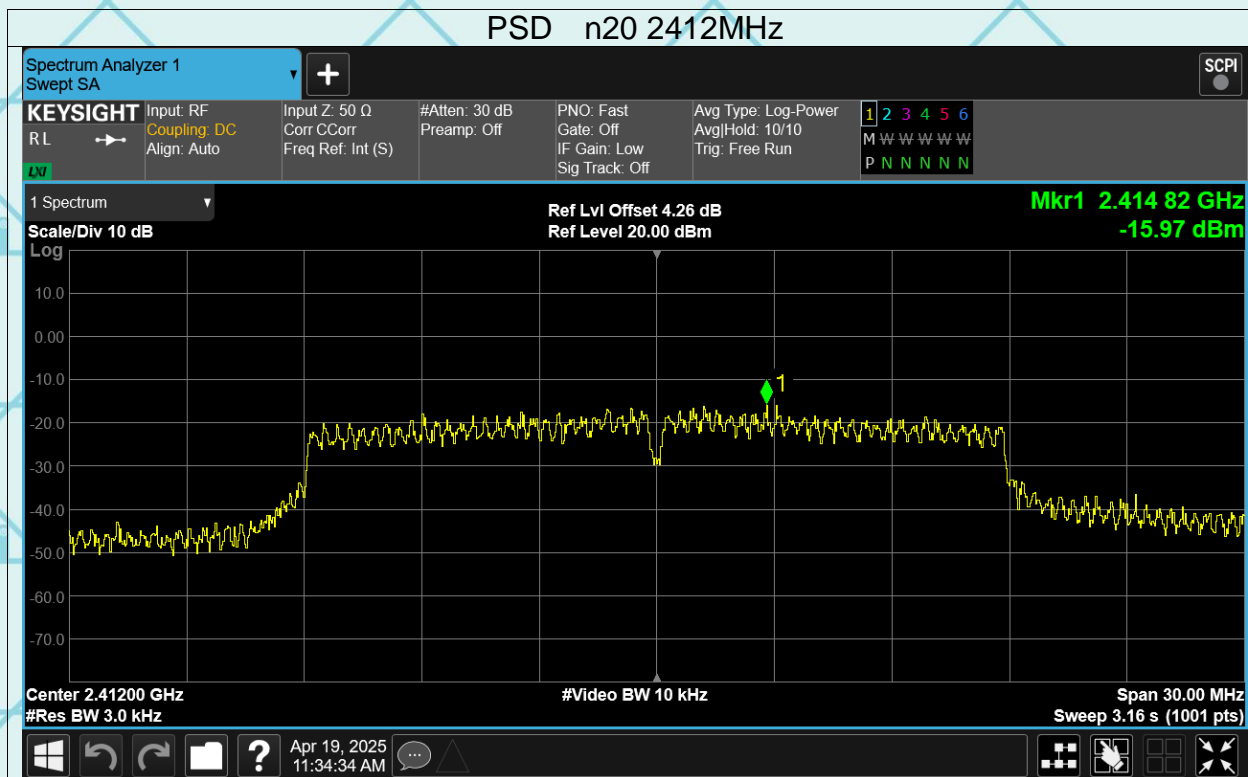 PSD n20 2412MHz
Spectrum Analyzer 1
Swept SA
+
SCPI
KEYSIGHT
RL
LXI
Input: RF
Coupling: DC
Align: Auto
Input Z: 50 Ω
Corr CCorr
Freq Ref: Int (S)
#Atten: 30 dB
Preamp: Off
PNO: Fast
Gate: Off
IF Gain: Low
Sig Track: Off
Avg Type: Log-Power
Avg|Hold: 10/10
Trig: Free Run
1 2 3 4 5 6
M W W W W W W
P N N N N N
1 Spectrum
Scale/Div 10 dB
Log
Ref Lvl Offset 4.26 dB
Ref Level 20.00 dBm
Mkr1 2.414 82 GHz
-15.97 dBm
10.0
0.00
-10.0
1
-20.0
-30.0
-40.0
-50.0
-60.0
-70.0
Center 2.41200 GHz
#Res BW 3.0 kHz
#Video BW 10 kHz
Span 30.00 MHz
Sweep 3.16 s (1001 pts)
?
Apr 19, 2025
11:34:34 AM